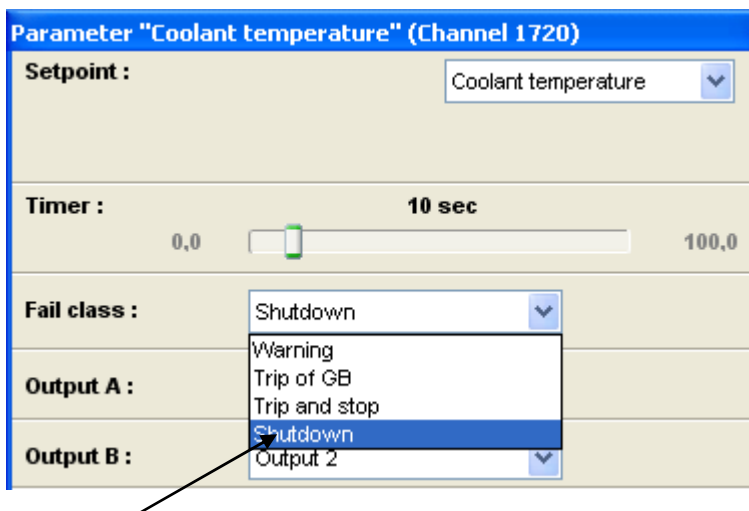 Parameter "Coolant temperature" (Channel 1720)
Setpoint :
Coolant temperature
Timer :
10 sec
0,0
100,0
Fail class :
Shutdown
Warning
Trip of GB
Trip and stop
Shutdown
Output A :
Output B :
Output 2